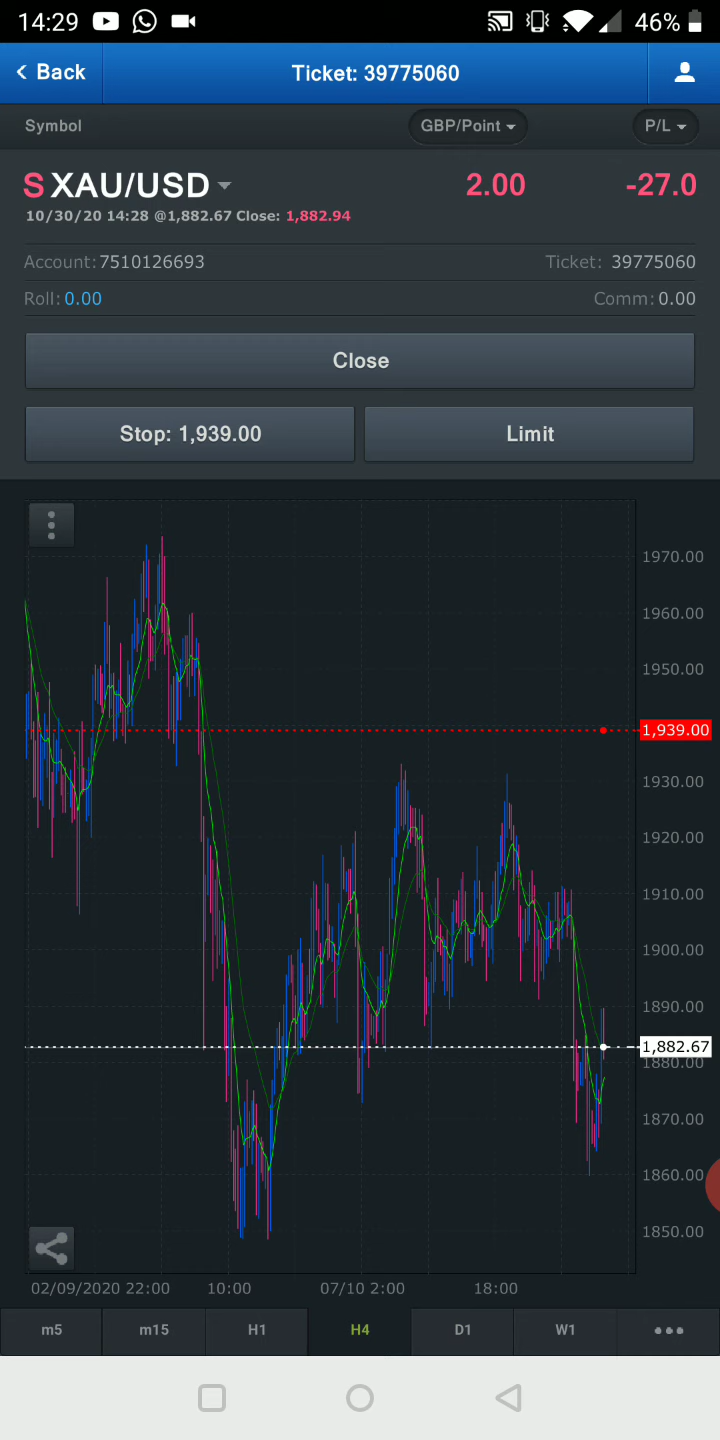 14:29 46%
Back Ticket: 39775060
Symbol GBP/Point P/L
S XAU/USD 2.00 -27.0
10/30/20 14:28 @1,882.67 Close: 1,882.94
Account: 7510126693 Ticket: 39775060
Roll: 0.00 Comm: 0.00
Close
Stop: 1,939.00 Limit
1970.00
1960.00
1950.00
1,939.00
1930.00
1920.00
1910.00
1900.00
1890.00
1,882.67
1880.00
1870.00
1860.00
1850.00
02/09/2020 22:00 10:00 07/10 2:00 18:00
m5 m15 H1 H4 D1 W1